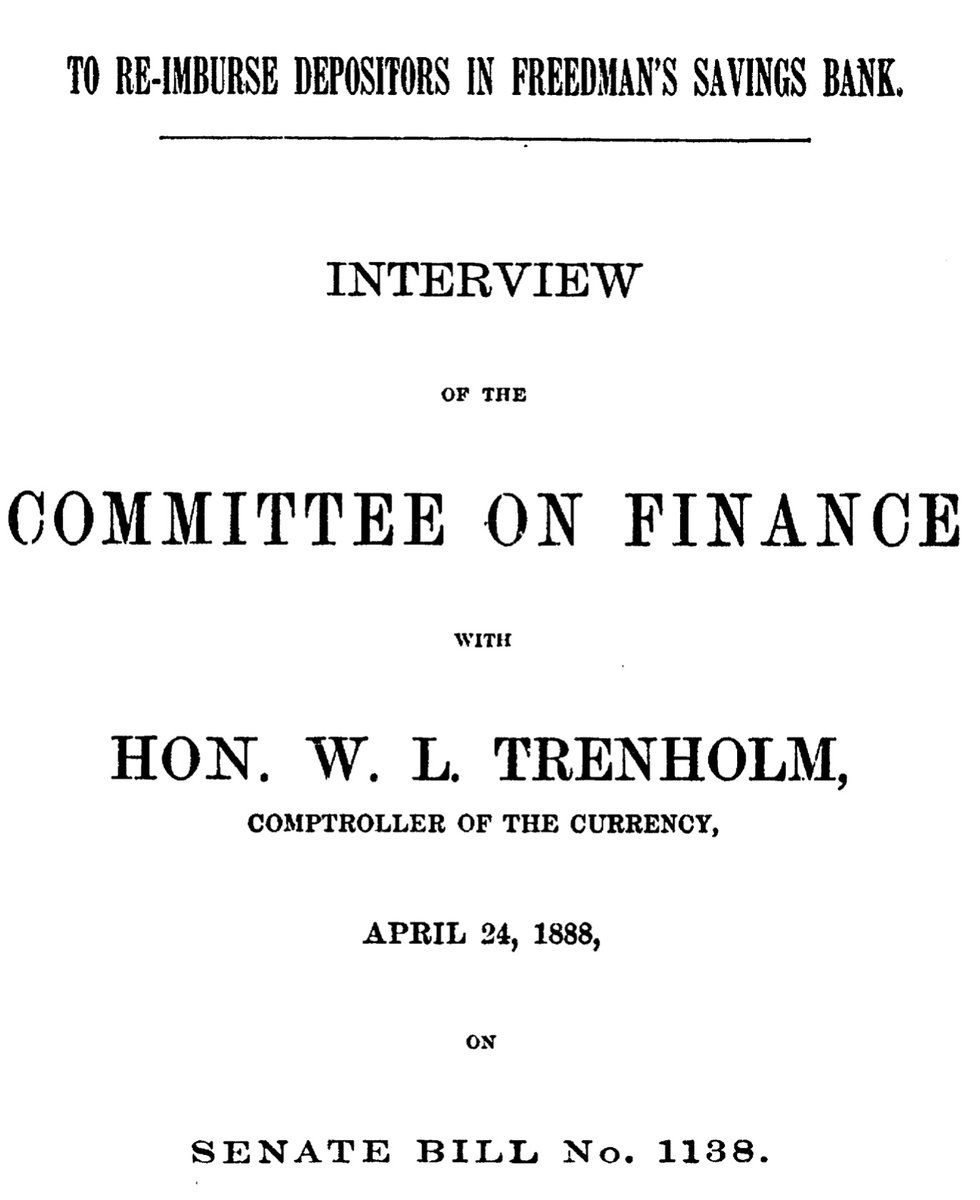 TO RE-IMBURSE DEPOSITORS IN FREEDMAN'S SAVINGS BANK.
INTERVIEW
OF THE
COMMITTEE ON FINANCE
WITH
HON. W. L. TRENHOLM,
COMPTROLLER OF THE CURRENCY,
APRIL 24, 1888,
ON
SENATE BILL No. 1138.